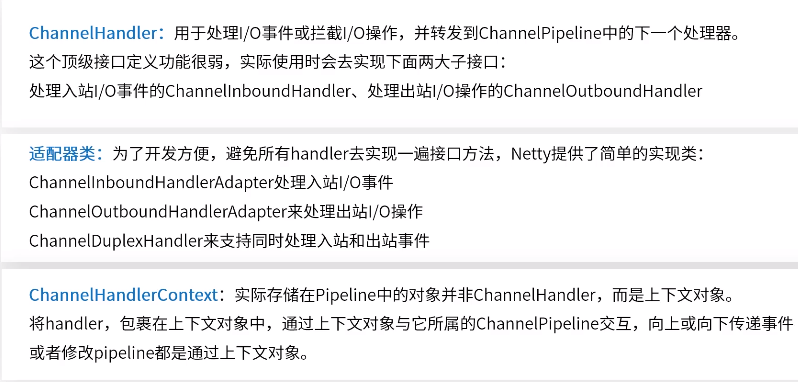 ChannelHandler：用于处理I/O事件或拦截I/O操作，并转发到ChannelPipeline中的下一个处理器。
这个顶级接口定义功能很弱，实际使用时会去实现下面两大子接口：
处理入站I/O事件的ChannelInboundHandler、处理出站I/O操作的ChannelOutboundHandler
适配器类：为了开发方便，避免所有handler去实现一遍接口方法，Netty提供了简单的实现类：
ChannelInboundHandlerAdapter处理入站I/O事件
ChannelOutboundHandlerAdapter来处理出站I/O操作
ChannelDuplexHandler来支持同时处理入站和出站事件
ChannelHandlerContext：实际存储在Pipeline中的对象并非ChannelHandler，而是上下文对象。
将handler，包裹在上下文对象中，通过上下文对象与它所属的ChannelPipeline交互，向上或向下传递事件
或者修改pipeline都是通过上下文对象。